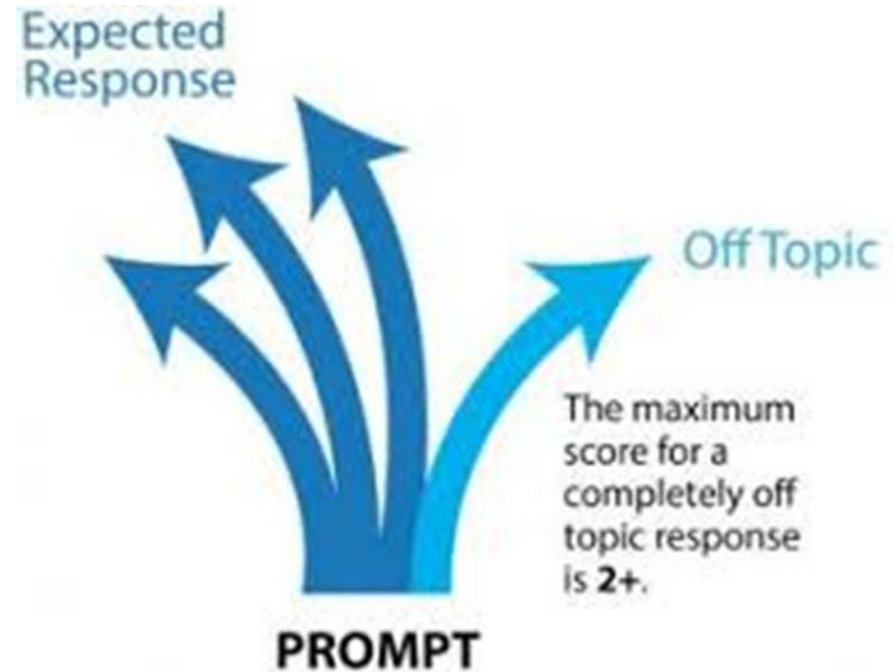 Expected
Response
Off Topic
The maximum
score for a
completely off
topic response
is 2+.
PROMPT